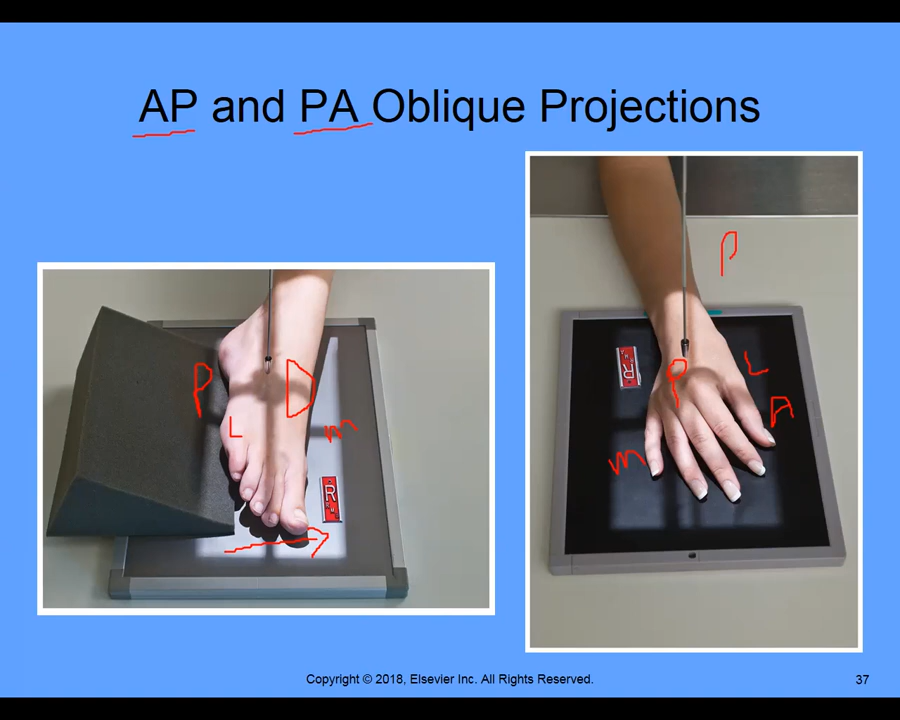 AP and PA Oblique Projections
P
P
D
L
m
R
P
L
A
m
R
Copyright © 2018, Elsevier Inc. All Rights Reserved.
37